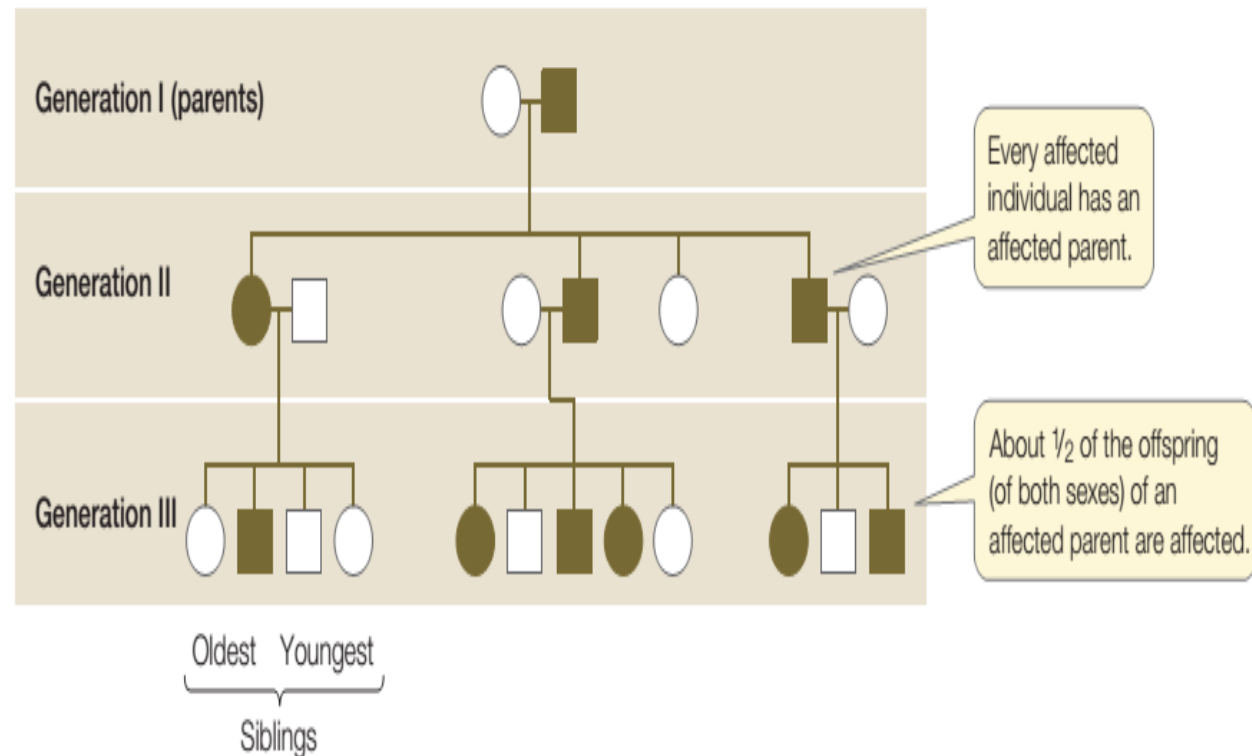 Generation I (parents)
Every affected
individual has an
affected parent.
Generation II
About ½ of the offspring
(of both sexes) of an
affected parent are affected.
Generation III
Oldest Youngest
Siblings